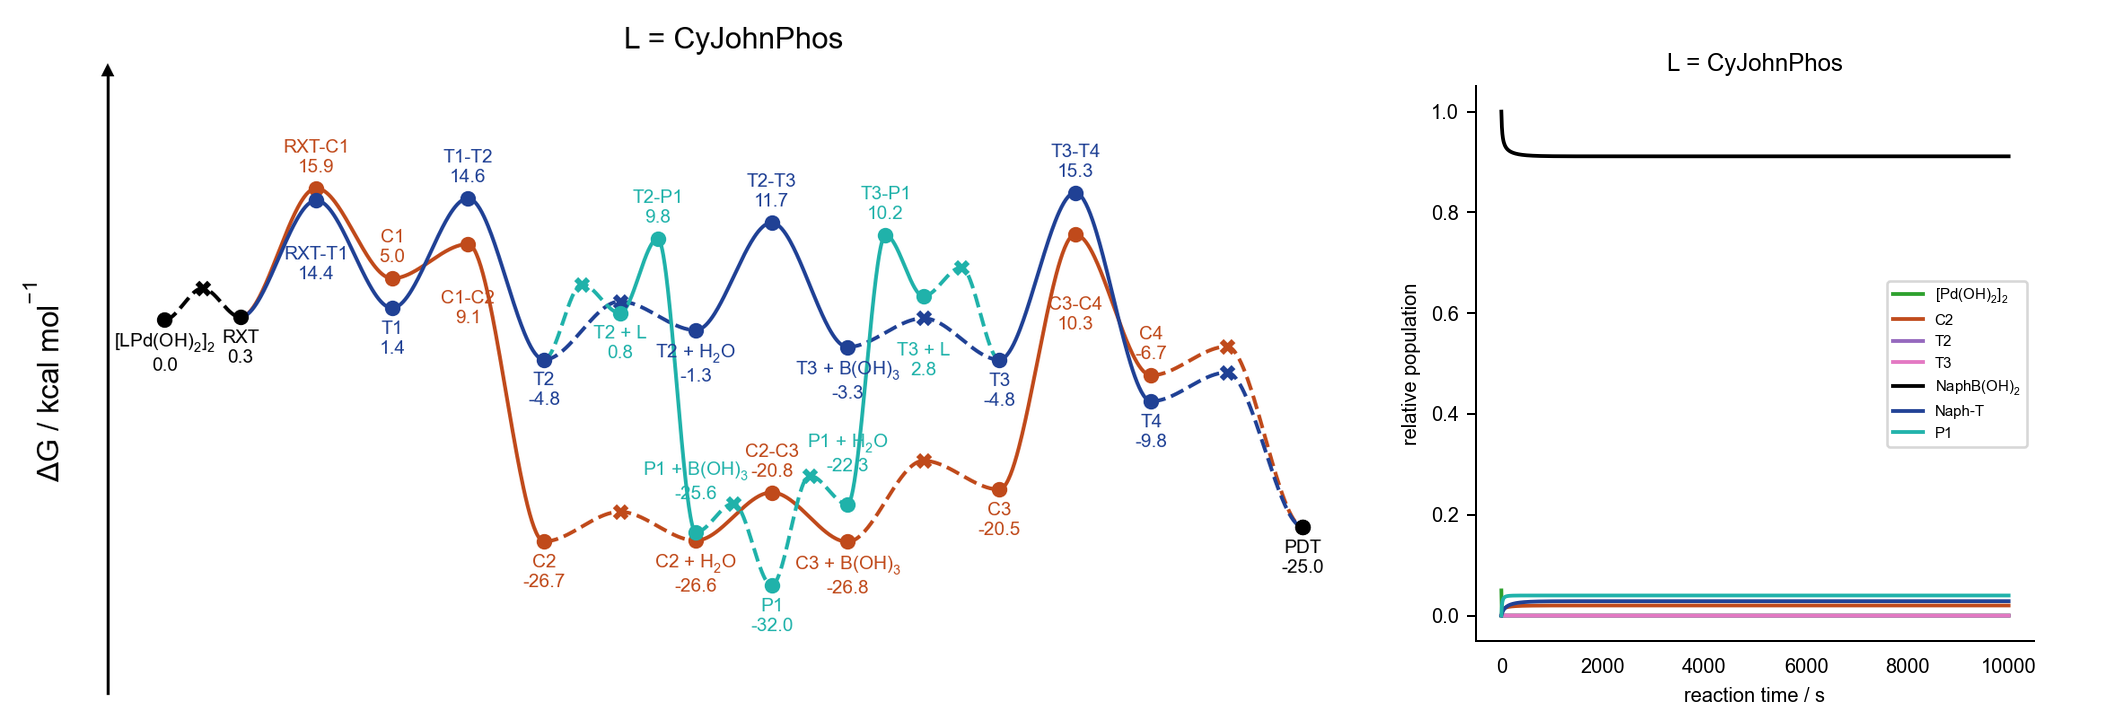 L = CyJohnPhos
ΔG / kcal mol⁻¹
[LPd(OH)₂]₂
0.0
RXT
0.3
RXT-C1
15.9
RXT-T1
14.4
C1
5.0
T1
1.4
T1-T2
14.6
C1-C2
9.1
T2
-4.8
C2
-26.7
T2 + L
0.8
T2-P1
9.8
T2 + H₂O
-1.3
P1 + B(OH)₃
-25.6
C2 + H₂O
-26.6
T2-T3
11.7
C2-C3
-20.8
P1
-32.0
T3 + B(OH)₃
-3.3
P1 + H₂O
-22.3
C3 + B(OH)₃
-26.8
T3-P1
10.2
T3 + L
2.8
T3
-4.8
C3
-20.5
T3-T4
15.3
C3-C4
10.3
C4
-6.7
T4
-9.8
PDT
-25.0
L = CyJohnPhos
relative population
1.0
0.8
0.6
0.4
0.2
0.0
[Pd(OH)₂]₂
C2
T2
T3
NaphB(OH)₂
Naph-T
P1
0 2000 4000 6000 8000 10000
reaction time / s